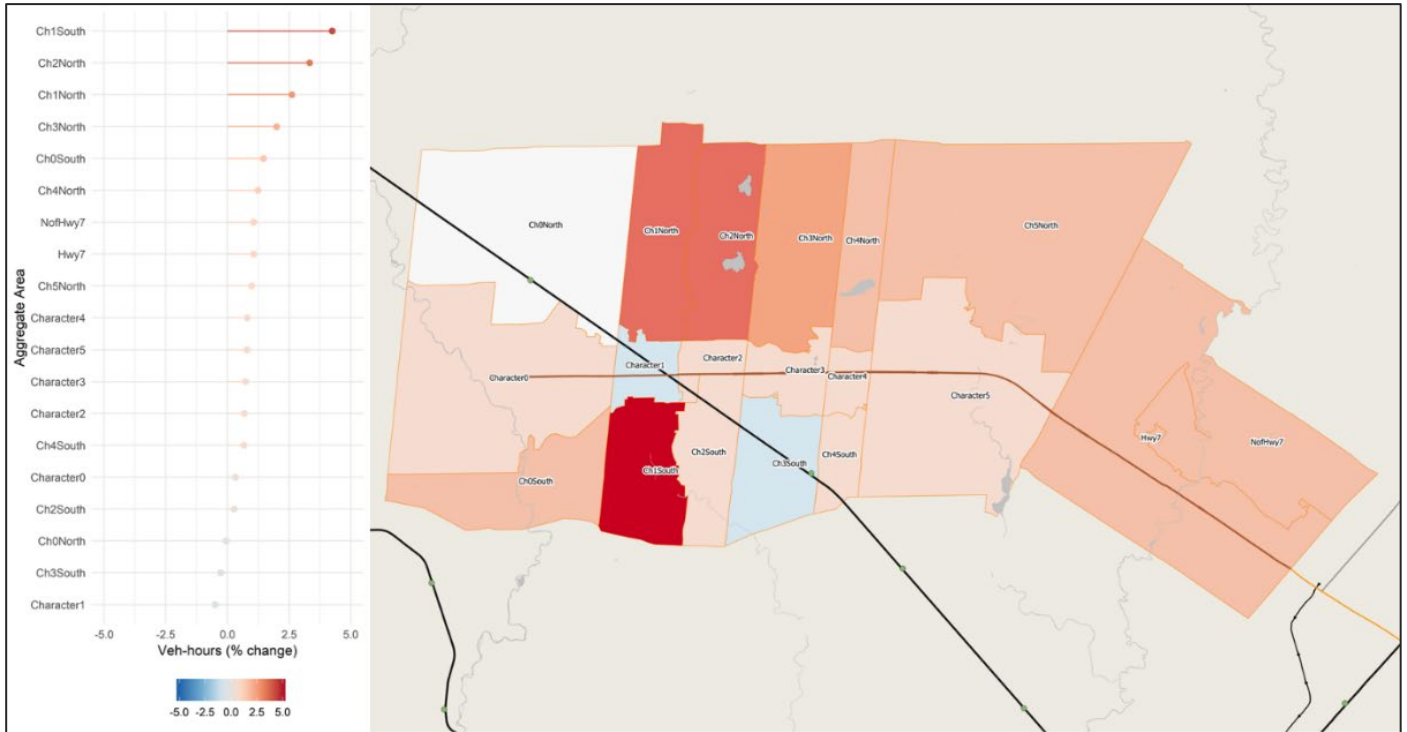 Ch1South
Ch2North
Ch1North
Ch3North
Ch0South
Ch4North
NofHwy7
Hwy7
Ch5North
Character4
Character5
Character3
Character2
Ch4South
Character0
Ch2South
Ch0North
Ch3South
Character1
Aggregate Area
-5.0 -2.5 0.0 2.5 5.0
Veh-hours (% change)
-5.0 -2.5 0.0 2.5 5.0
Ch0North
Ch1North
Ch2North
Ch3North
Ch4North
Ch5North
Character0
Character1
Character2
Character3
Character4
Character5
Hwy7
NofHwy7
Ch0South
Ch1South
Ch2South
Ch3South
Ch4South